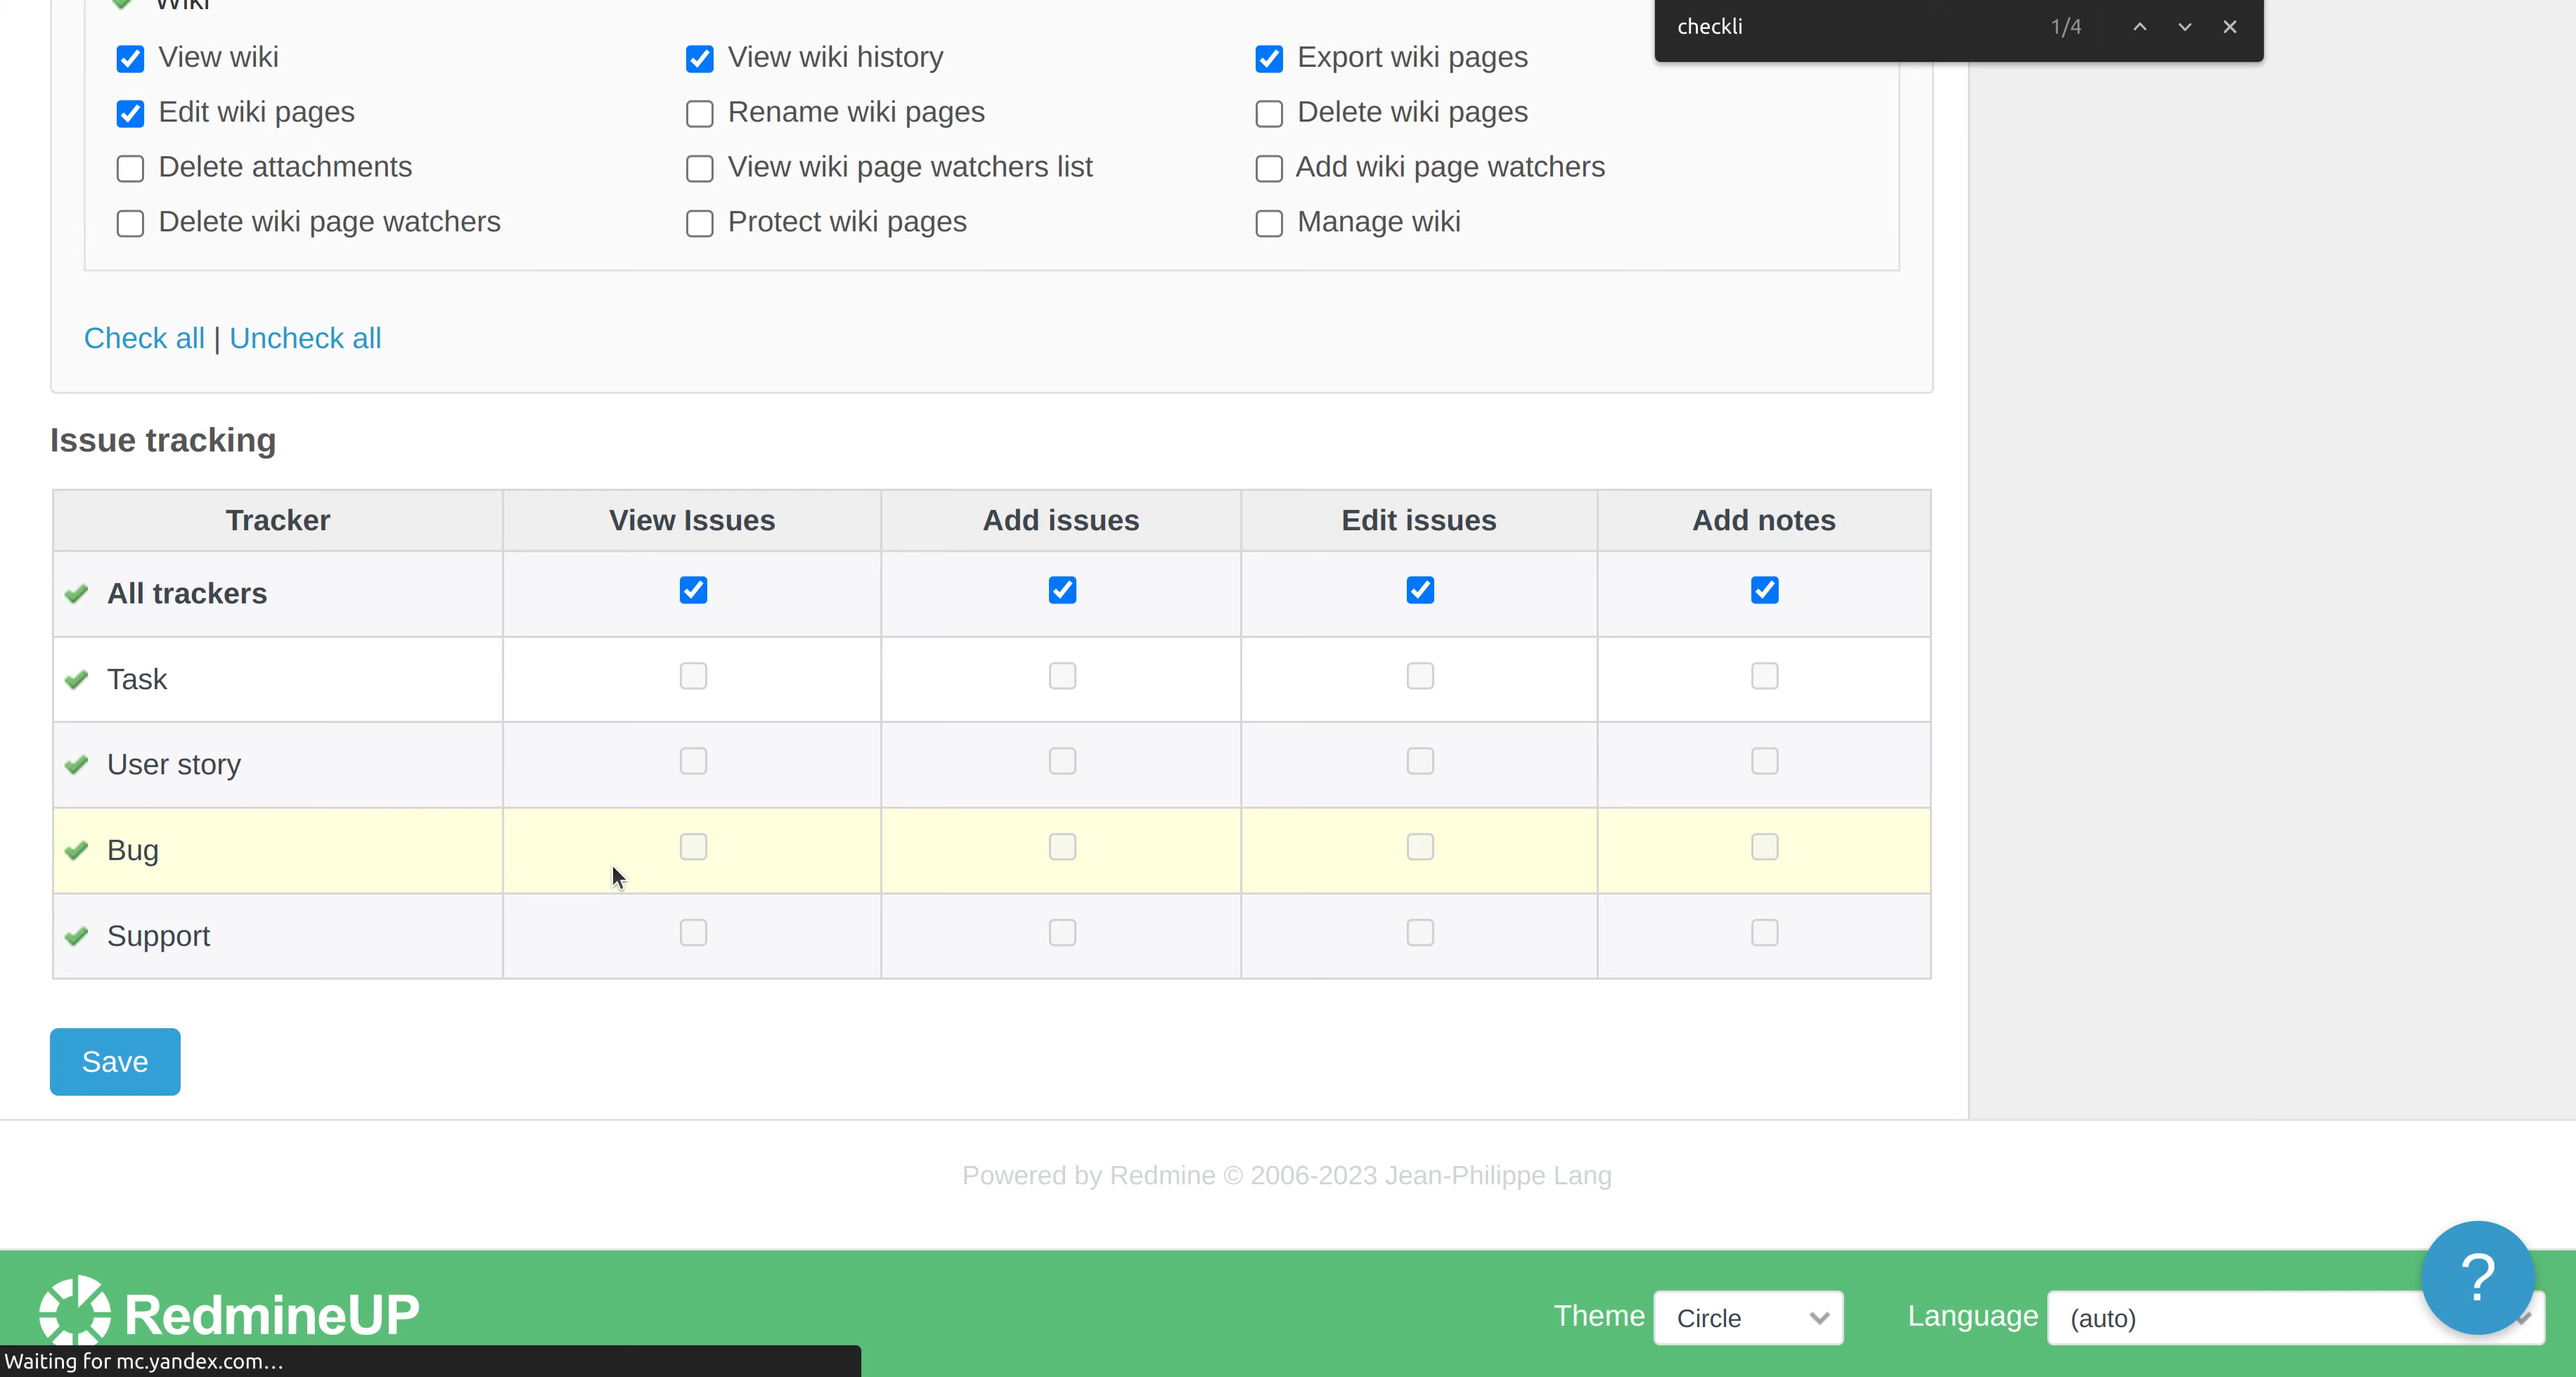 Wiki
checkli 1/4
View wiki View wiki history Export wiki pages
Edit wiki pages Rename wiki pages Delete wiki pages
Delete attachments View wiki page watchers list Add wiki page watchers
Delete wiki page watchers Protect wiki pages Manage wiki
Check all | Uncheck all
Issue tracking
Tracker View Issues Add issues Edit issues Add notes
All trackers
Task
User story
Bug
Support
Save
Powered by Redmine © 2006-2023 Jean-Philippe Lang
?
RedmineUP Theme Circle Language (auto)
Waiting for mc.yandex.com...